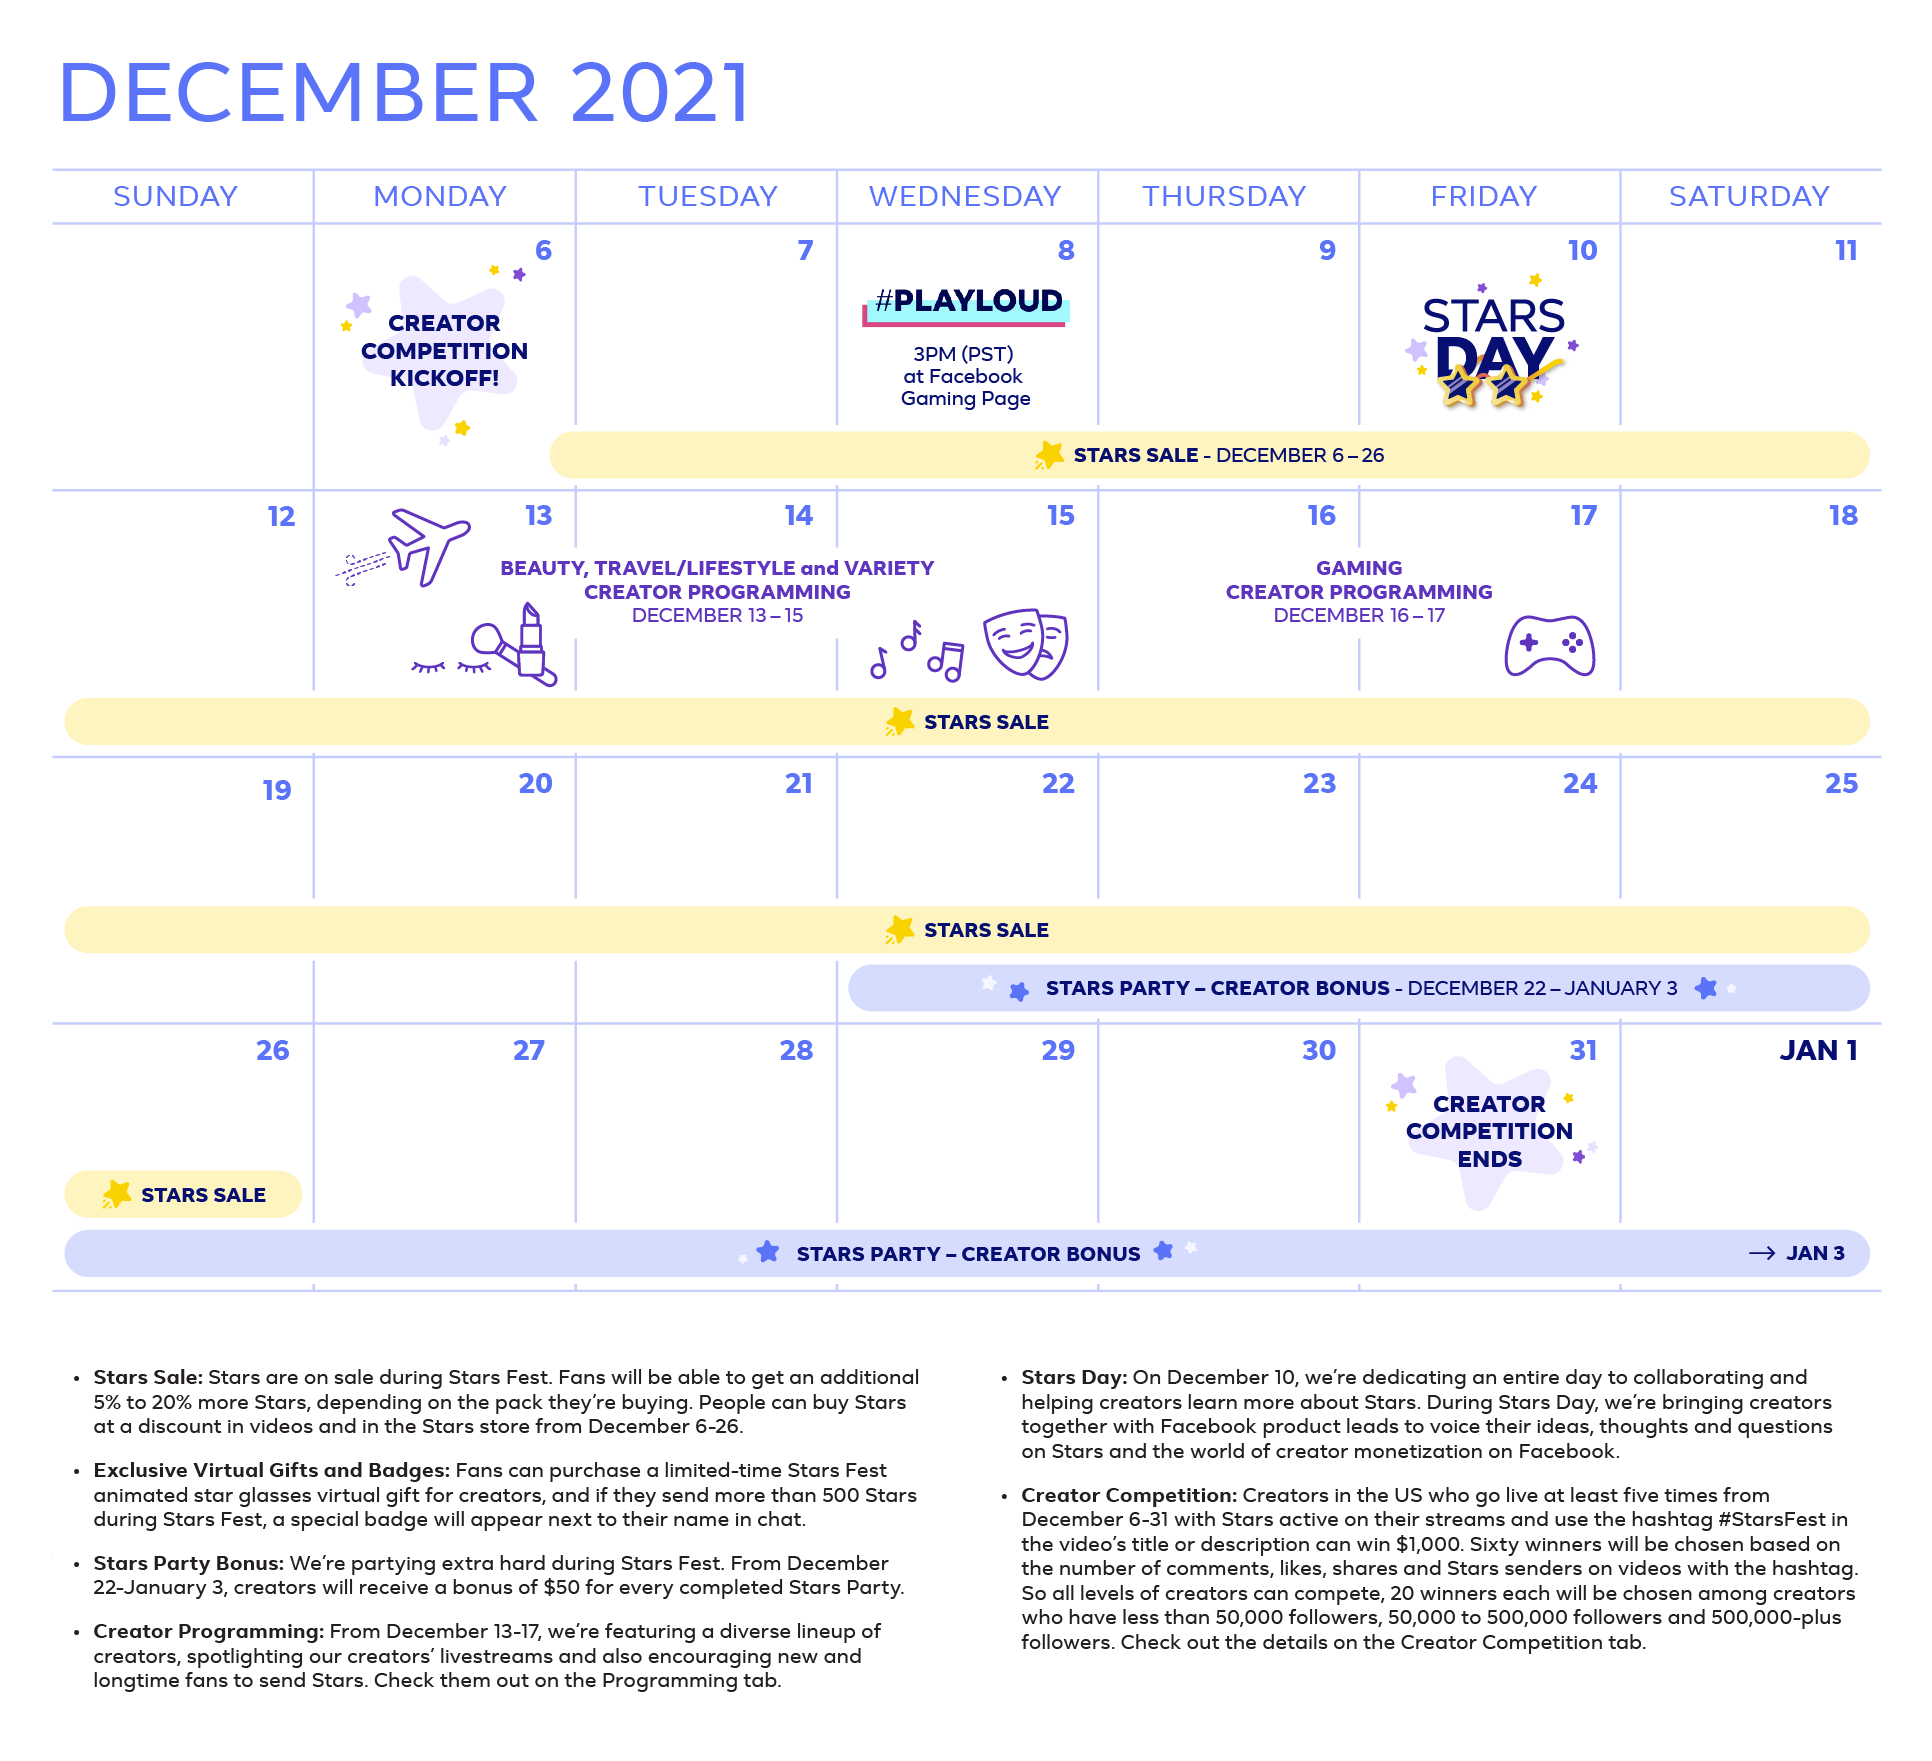 DECEMBER 2021
SUNDAY MONDAY TUESDAY WEDNESDAY THURSDAY FRIDAY SATURDAY
6 7 8 9 10 11
CREATOR
COMPETITION
KICKOFF!
#PLAYLOUD
3PM (PST)
at Facebook
Gaming Page
STARS
DAY
STARS SALE - DECEMBER 6 – 26
12 13 14 15 16 17 18
BEAUTY, TRAVEL/LIFESTYLE and VARIETY
CREATOR PROGRAMMING
DECEMBER 13 – 15
GAMING
CREATOR PROGRAMMING
DECEMBER 16 – 17
STARS SALE
19 20 21 22 23 24 25
STARS SALE
STARS PARTY – CREATOR BONUS - DECEMBER 22 – JANUARY 3
26 27 28 29 30 31 JAN 1
CREATOR
COMPETITION
ENDS
STARS SALE
STARS PARTY – CREATOR BONUS → JAN 3
• Stars Sale: Stars are on sale during Stars Fest. Fans will be able to get an additional
5% to 20% more Stars, depending on the pack they’re buying. People can buy Stars
at a discount in videos and in the Stars store from December 6-26.
• Exclusive Virtual Gifts and Badges: Fans can purchase a limited-time Stars Fest
animated star glasses virtual gift for creators, and if they send more than 500 Stars
during Stars Fest, a special badge will appear next to their name in chat.
• Stars Party Bonus: We’re partying extra hard during Stars Fest. From December
22-January 3, creators will receive a bonus of $50 for every completed Stars Party.
• Creator Programming: From December 13-17, we’re featuring a diverse lineup of
creators, spotlighting our creators’ livestreams and also encouraging new and
longtime fans to send Stars. Check them out on the Programming tab.
• Stars Day: On December 10, we’re dedicating an entire day to collaborating and
helping creators learn more about Stars. During Stars Day, we’re bringing creators
together with Facebook product leads to voice their ideas, thoughts and questions
on Stars and the world of creator monetization on Facebook.
• Creator Competition: Creators in the US who go live at least five times from
December 6-31 with Stars active on their streams and use the hashtag #StarsFest in
the video’s title or description can win $1,000. Sixty winners will be chosen based on
the number of comments, likes, shares and Stars senders on videos with the hashtag.
So all levels of creators can compete, 20 winners each will be chosen among creators
who have less than 50,000 followers, 50,000 to 500,000 followers and 500,000-plus
followers. Check out the details on the Creator Competition tab.